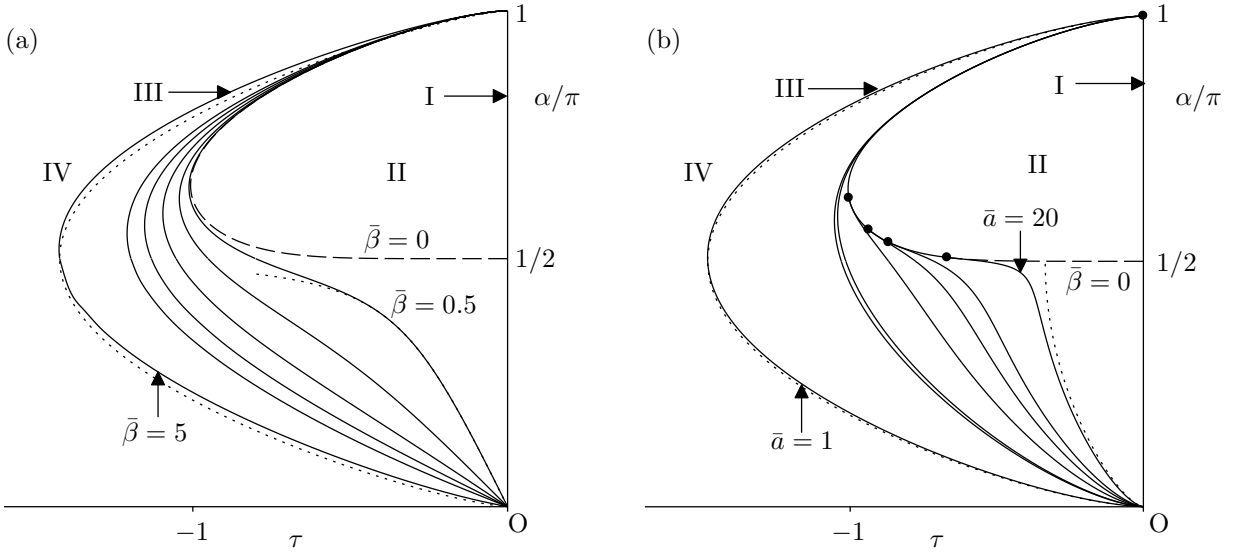 (a)
1
III
I
α/π
IV
II
β̄ = 0
1/2
β̄ = 0.5
β̄ = 5
−1
τ
O
(b)
1
III
I
α/π
IV
II
ā = 20
1/2
β̄ = 0
ā = 1
−1
τ
O